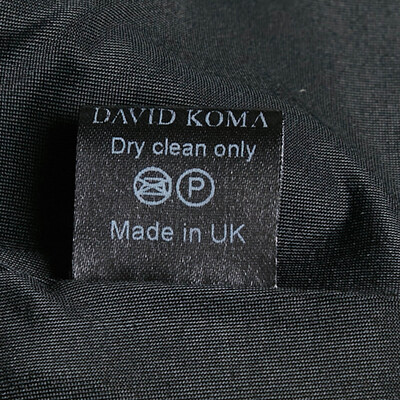 DAVID KOMA
Dry clean only
P
Made in UK